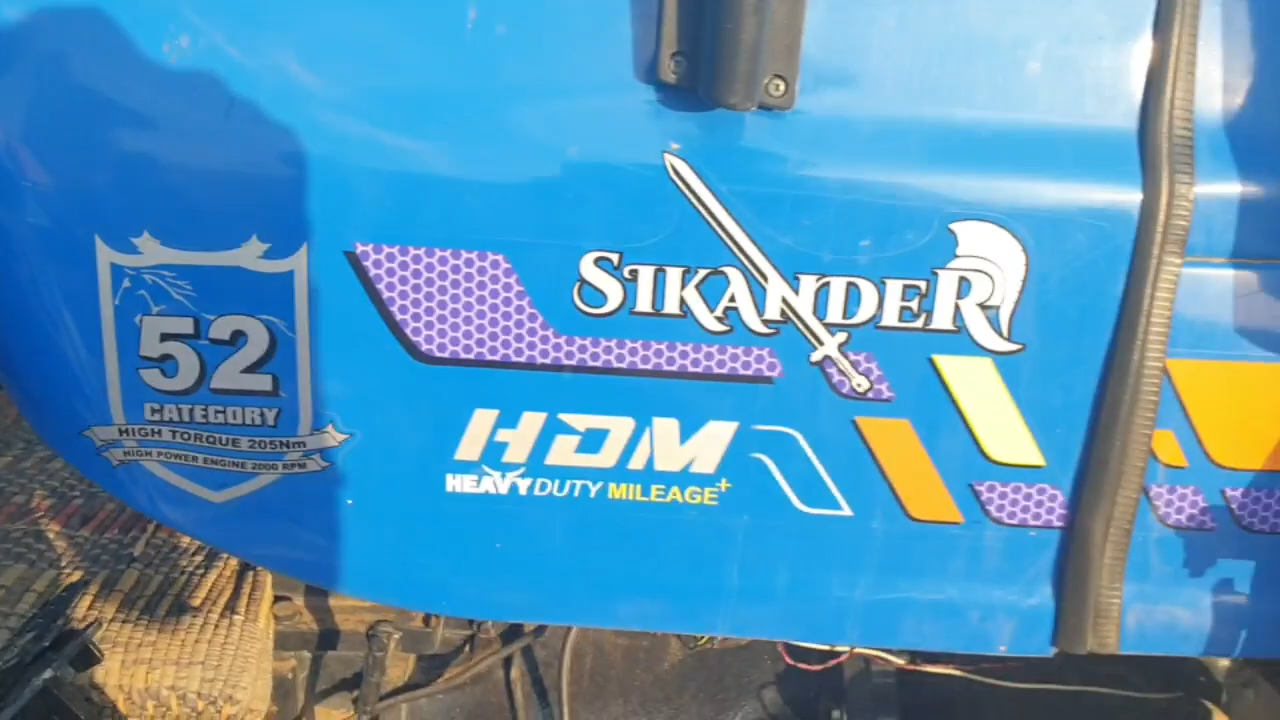 52
CATEGORY
HIGH TORQUE 205Nm
HIGH POWER ENGINE 2000 RPM
SIKANDER
HDM
HEAVY DUTY MILEAGE+